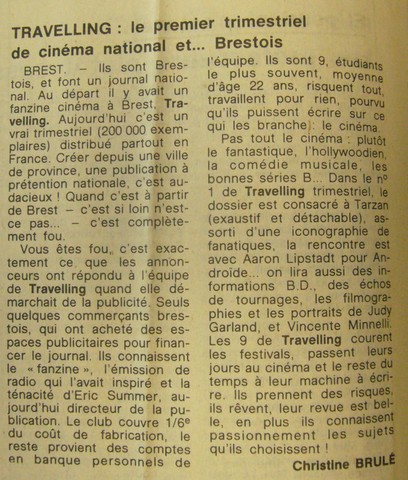 TRAVELLING : le premier trimestriel
de cinéma national et... Brestois
BREST. – Ils sont Bres-
tois, et font un journal natio-
nal. Au départ il y avait un
fanzine cinéma à Brest, Tra-
velling. Aujourd'hui c'est un
vrai trimestriel (200 000 exem-
plaires) distribué partout en
France. Créer depuis une ville
de province, une publication à
prétention nationale, c'est au-
dacieux ! Quand c'est à partir
de Brest – c'est si loin n'est-
ce pas... – c'est complète-
ment fou.
Vous êtes fou, c'est exac-
tement ce que les annon-
ceurs ont répondu à l'équipe
de Travelling quand elle dé-
marchait de la publicité. Seuls
quelques commerçants bres-
tois, qui ont acheté des es-
paces publicitaires pour finan-
cer le journal. Ils connaissent
le « fanzine », l'émission de
radio qui l'avait inspiré et la
ténacité d'Eric Summer, au-
jourd'hui directeur de la pu-
blication. Le club couvre 1/6e
du coût de fabrication, le
reste provient des comptes
en banque personnels de
l'équipe. Ils sont 9, étudiants
le plus souvent, moyenne
d'âge 22 ans, risquent tout,
travaillent pour rien, pourvu
qu'ils puissent écrire sur ce
qui les branche) : le cinéma.
Pas tout le cinéma : plutôt
le fantastique, l'hollywoodien,
la comédie musicale, les
bonnes séries B... Dans le n°
1 de Travelling trimestriel, le
dossier est consacré à Tarzan
(exaustif et détachable), as-
sorti d'une iconographie de
fanatiques, la rencontre est
avec Aaron Lipstadt pour An-
droïde... on lira aussi des in-
formations B.D., des échos
de tournages, les filmogra-
phies et les portraits de Judy
Garland, et Vincente Minnelli.
Les 9 de Travelling courent
les festivals, passent leurs
jours au cinéma et le reste du
temps à leur machine à écri-
re. Ils prennent des risques,
ils rêvent, leur revue est bel-
le, en plus ils connaissent
passionnement les sujets
qu'ils choisissent !
Christine BRULÉ